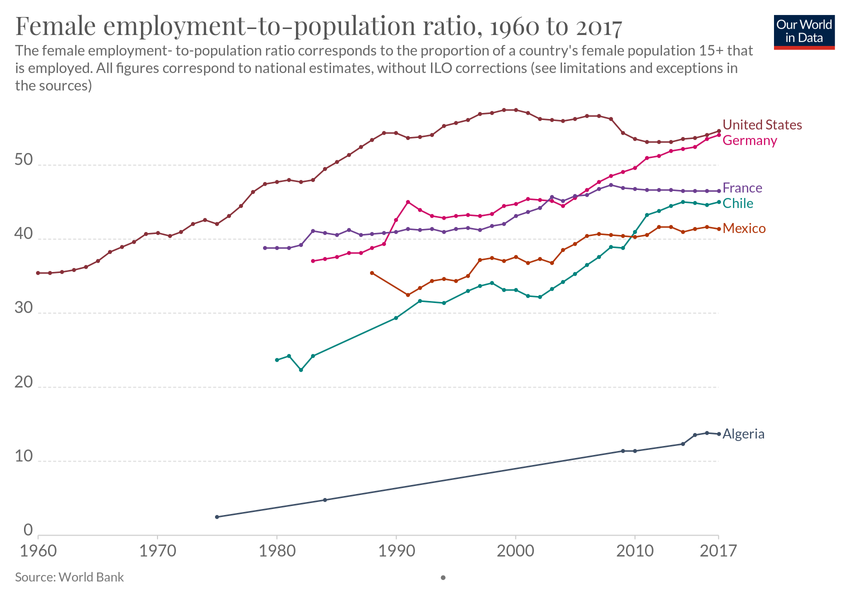 Female employment-to-population ratio, 1960 to 2017
Our World
in Data
The female employment- to-population ratio corresponds to the proportion of a country's female population 15+ that
is employed. All figures correspond to national estimates, without ILO corrections (see limitations and exceptions in
the sources)
50
40
30
20
10
0
United States
Germany
France
Chile
Mexico
Algeria
1960 1970 1980 1990 2000 2010 2017
Source: World Bank